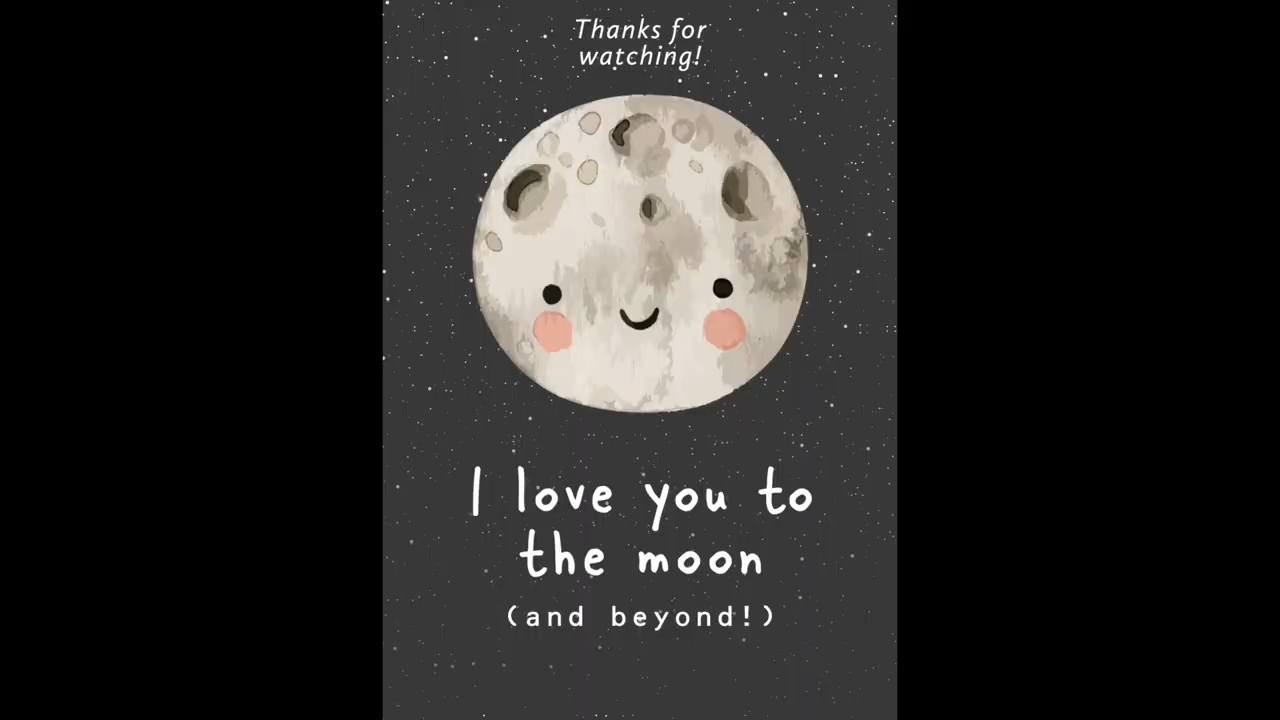 Thanks for
watching!
I love you to
the moon
(and beyond!)